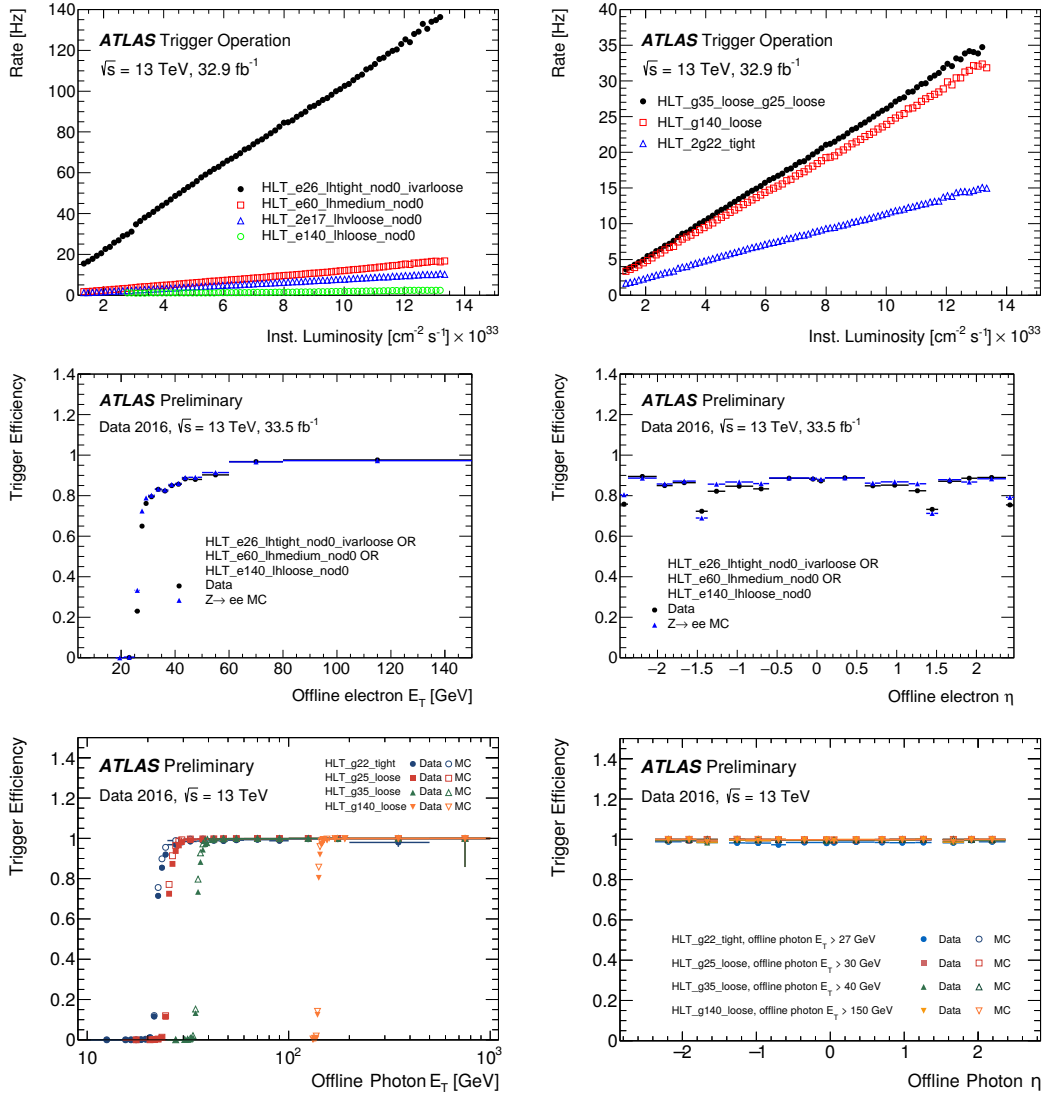 Rate [Hz]
140
120
100
80
60
40
20
0
ATLAS Trigger Operation
√s = 13 TeV, 32.9 fb⁻¹
HLT_e26_lhtight_nod0_ivarloose
HLT_e60_lhmedium_nod0
HLT_2e17_lhvloose_nod0
HLT_e140_lhloose_nod0
2 4 6 8 10 12 14
Inst. Luminosity [cm⁻² s⁻¹] × 10³³
Rate [Hz]
40
35
30
25
20
15
10
5
0
ATLAS Trigger Operation
√s = 13 TeV, 32.9 fb⁻¹
HLT_g35_loose_g25_loose
HLT_g140_loose
HLT_2g22_tight
2 4 6 8 10 12 14
Inst. Luminosity [cm⁻² s⁻¹] × 10³³
Trigger Efficiency
1.4
1.2
1
0.8
0.6
0.4
0.2
0
ATLAS Preliminary
Data 2016, √s = 13 TeV, 33.5 fb⁻¹
HLT_e26_lhtight_nod0_ivarloose OR
HLT_e60_lhmedium_nod0 OR
HLT_e140_lhloose_nod0
Data
Z→ ee MC
20 40 60 80 100 120 140
Offline electron E_T [GeV]
Trigger Efficiency
1.4
1.2
1
0.8
0.6
0.4
0.2
0
ATLAS Preliminary
Data 2016, √s = 13 TeV, 33.5 fb⁻¹
HLT_e26_lhtight_nod0_ivarloose OR
HLT_e60_lhmedium_nod0 OR
HLT_e140_lhloose_nod0
Data
Z→ ee MC
−2 −1.5 −1 −0.5 0 0.5 1 1.5 2
Offline electron η
Trigger Efficiency
1.4
1.2
1
0.8
0.6
0.4
0.2
0
ATLAS Preliminary
Data 2016, √s = 13 TeV
HLT_g22_tight Data MC
HLT_g25_loose Data MC
HLT_g35_loose Data MC
HLT_g140_loose Data MC
10 10² 10³
Offline Photon E_T [GeV]
Trigger Efficiency
1.4
1.2
1
0.8
0.6
0.4
0.2
0
ATLAS Preliminary
Data 2016, √s = 13 TeV
HLT_g22_tight, offline photon E_T > 27 GeV Data MC
HLT_g25_loose, offline photon E_T > 30 GeV Data MC
HLT_g35_loose, offline photon E_T > 40 GeV Data MC
HLT_g140_loose, offline photon E_T > 150 GeV Data MC
−2 −1 0 1 2
Offline Photon η